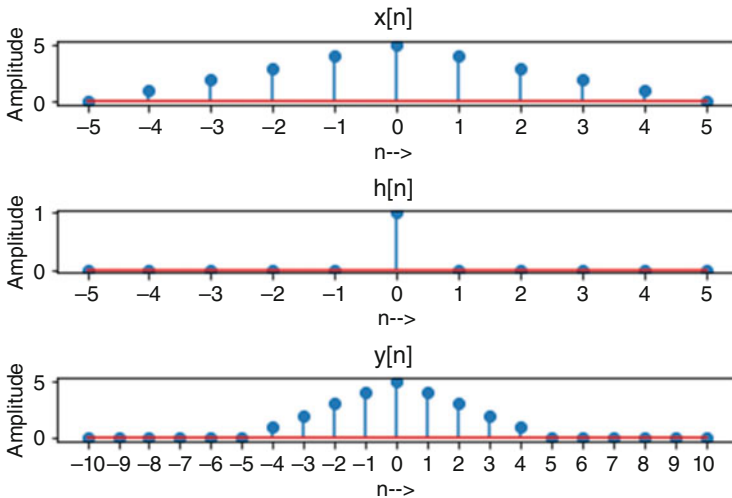 x[n]
Amplitude
5
0
–5 –4 –3 –2 –1 0 1 2 3 4 5
n-->
h[n]
Amplitude
1
0
–5 –4 –3 –2 –1 0 1 2 3 4 5
n-->
y[n]
Amplitude
5
0
–10 –9 –8 –7 –6 –5 –4 –3 –2 –1 0 1 2 3 4 5 6 7 8 9 10
n-->